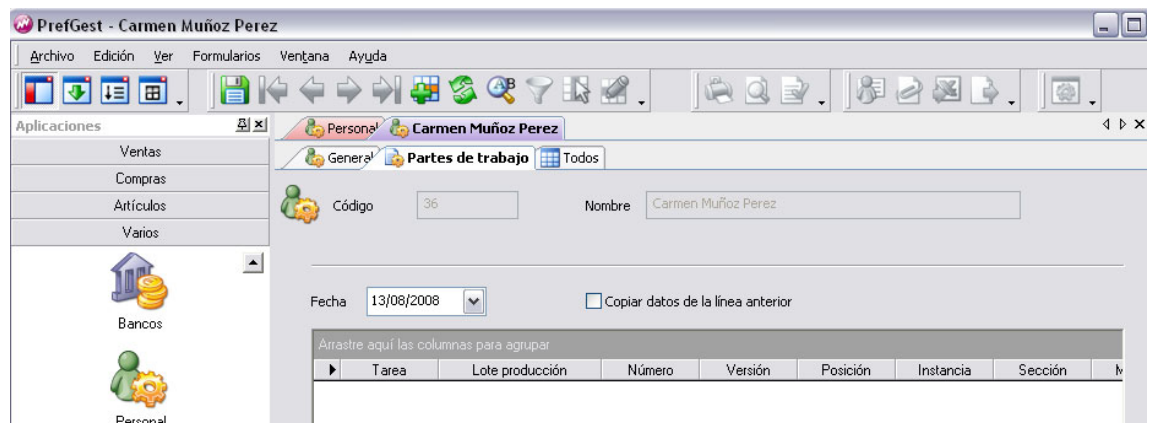 PrefGest - Carmen Muñoz Perez
Archivo Edición Ver Formularios Ventana Ayuda
Aplicaciones
Personal Carmen Muñoz Perez
Ventas
General Partes de trabajo Todos
Compras
Artículos
Código 36 Nombre Carmen Muñoz Perez
Varios
Fecha 13/08/2008 Copiar datos de la línea anterior
Bancos
Arrastre aquí las columnas para agrupar
Tarea Lote producción Número Versión Posición Instancia Sección
Personal